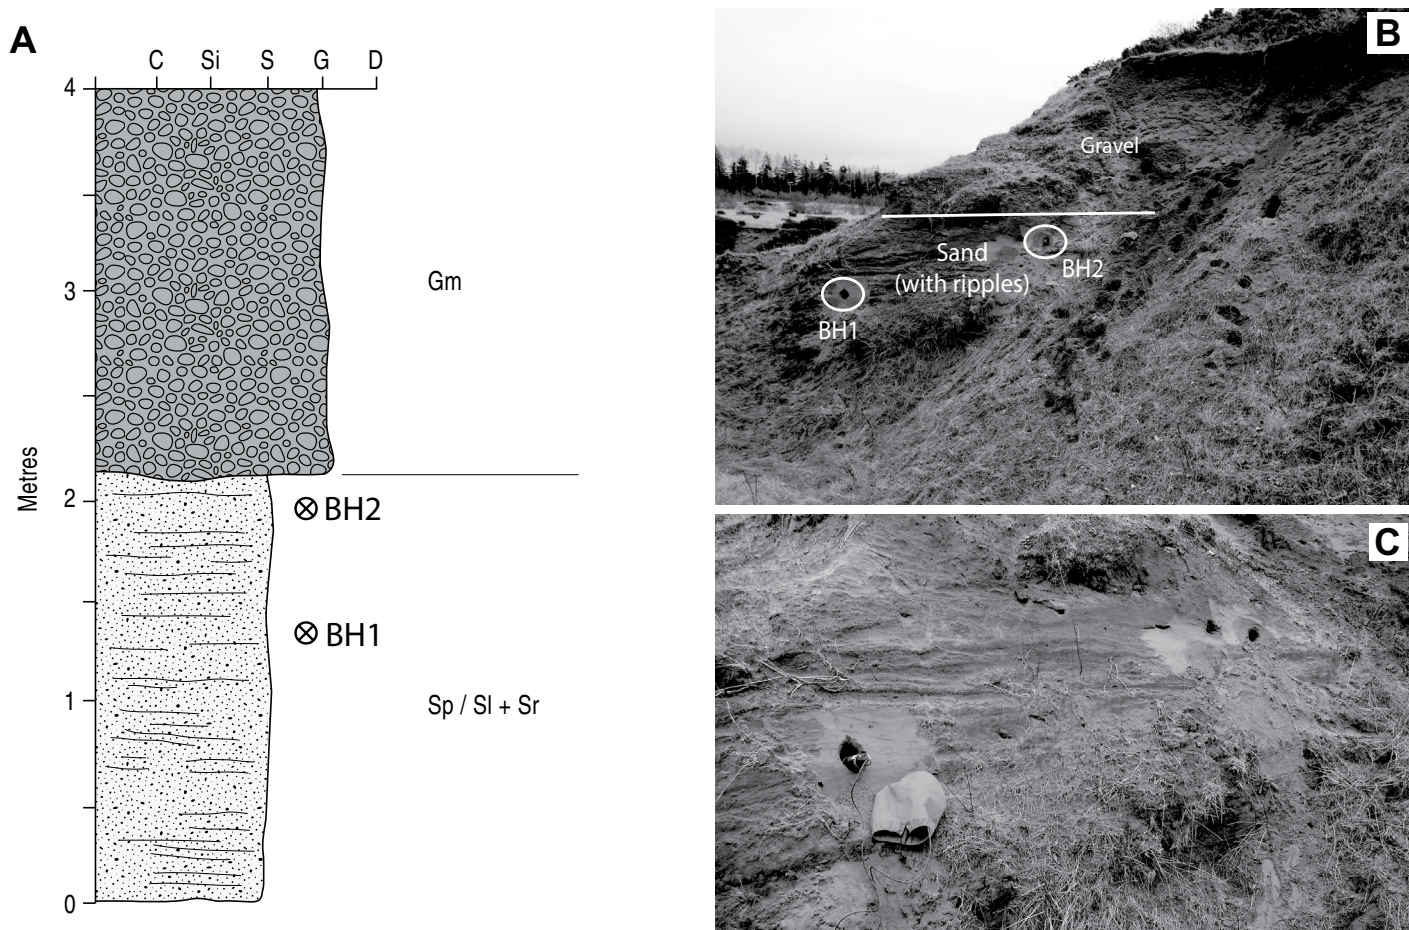 A
C Si S G D
4
3
2
1
0
Metres
Gm
BH2
BH1
Sp / Sl + Sr
B
Gravel
Sand
(with ripples)
BH2
BH1
C